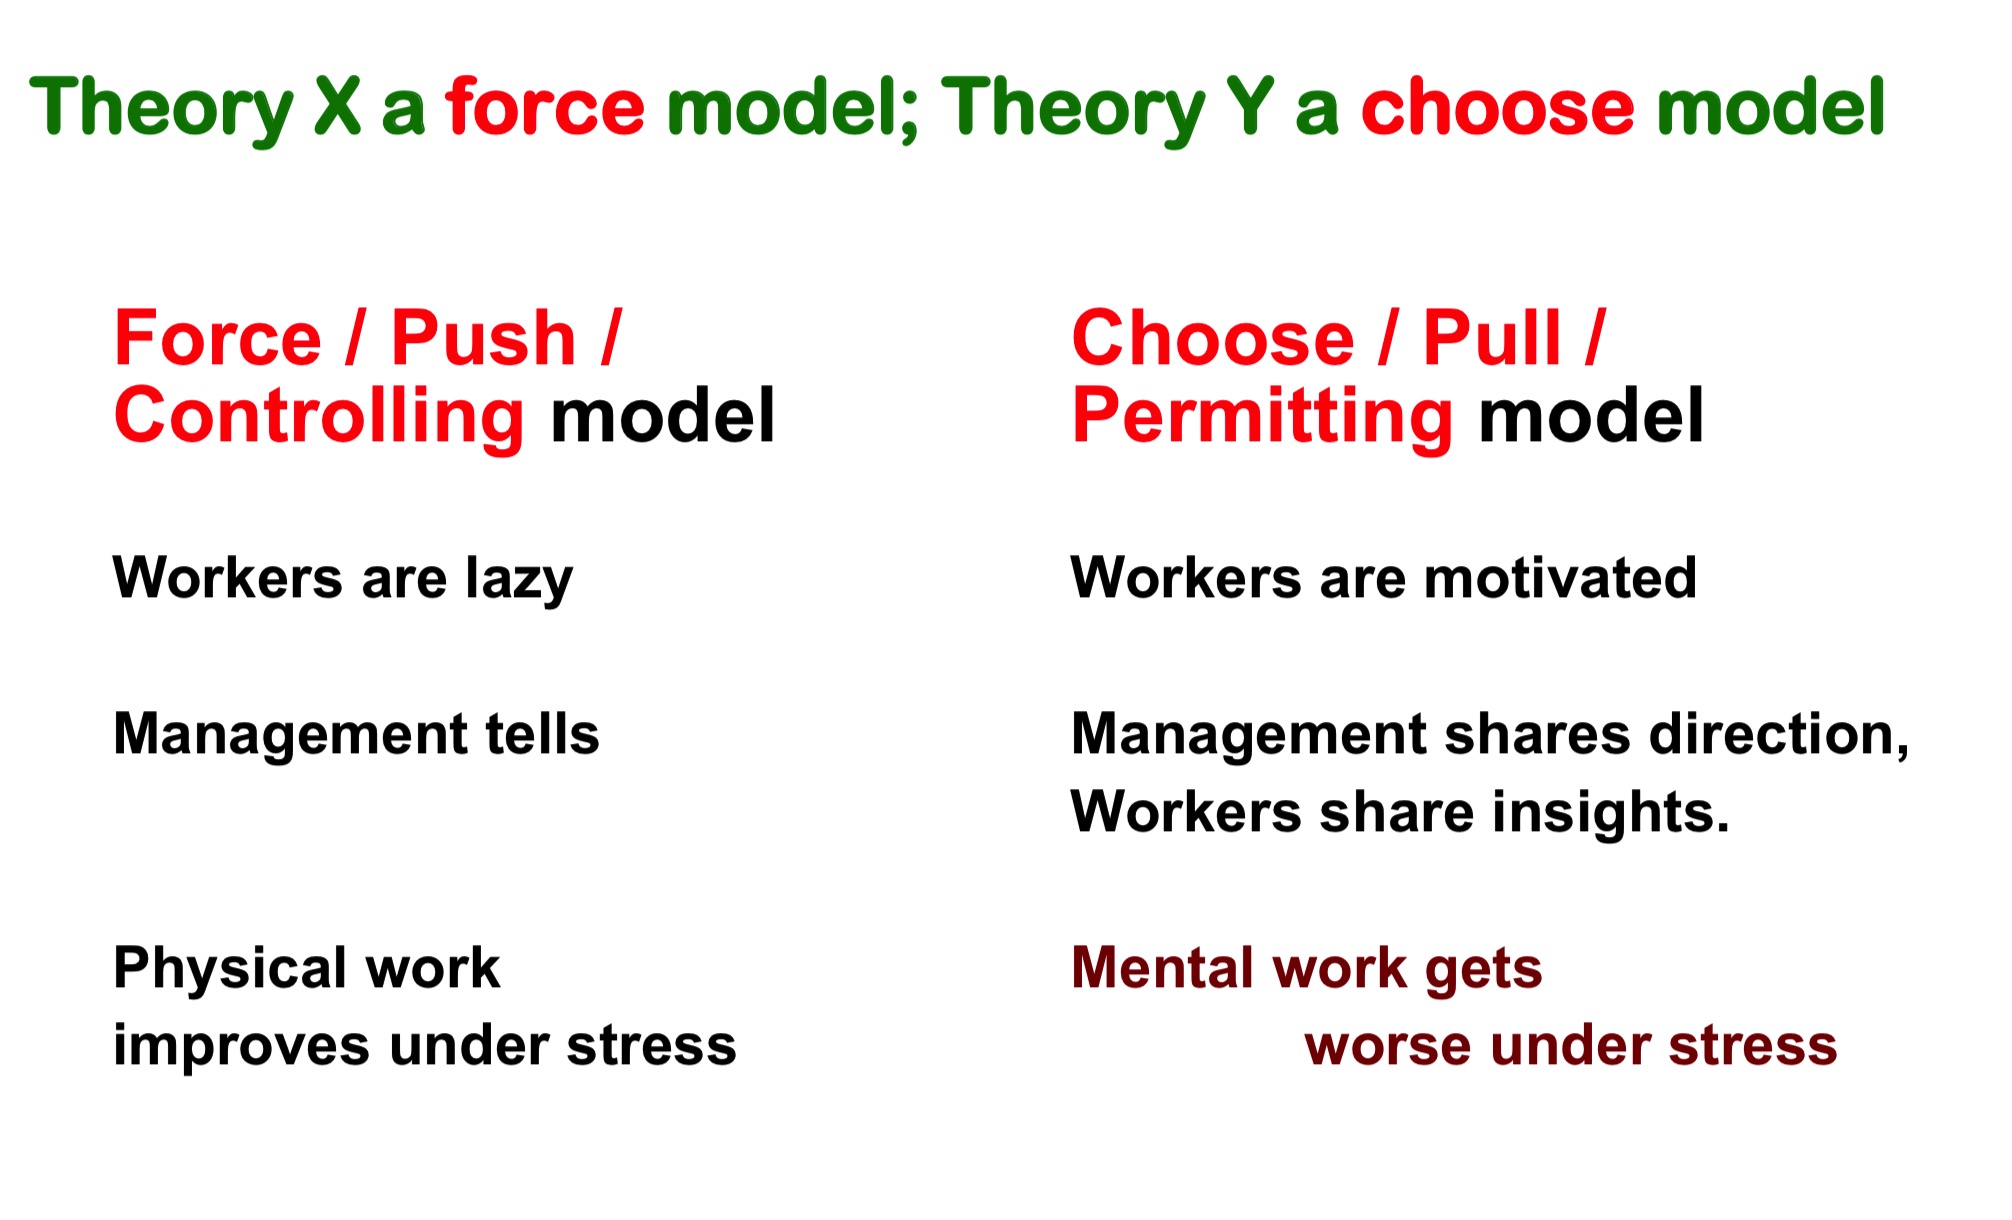 Theory X a force model; Theory Y a choose model
Force / Push /
Controlling model
Workers are lazy
Management tells
Physical work
improves under stress
Choose / Pull /
Permitting model
Workers are motivated
Management shares direction,
Workers share insights.
Mental work gets
worse under stress